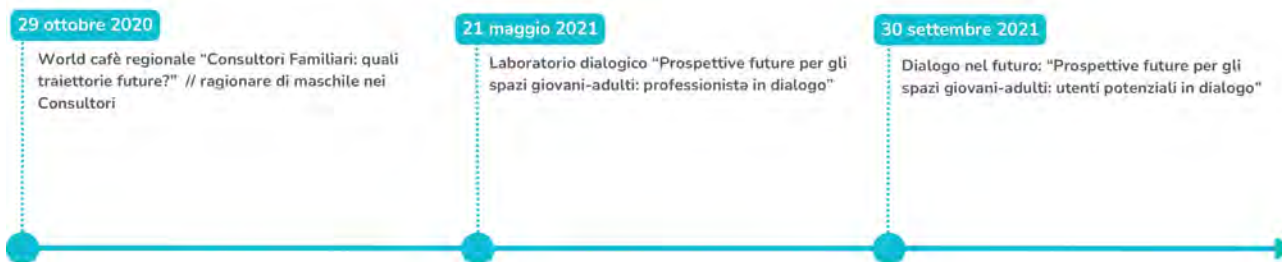 29 ottobre 2020
World cafè regionale “Consultori Familiari: quali
traiettorie future?” // ragionare di maschile nei
Consultori
21 maggio 2021
Laboratorio dialogico “Prospettive future per gli
spazi giovani-adulti: professionista in dialogo”
30 settembre 2021
Dialogo nel futuro: “Prospettive future per gli
spazi giovani-adulti: utenti potenziali in dialogo”